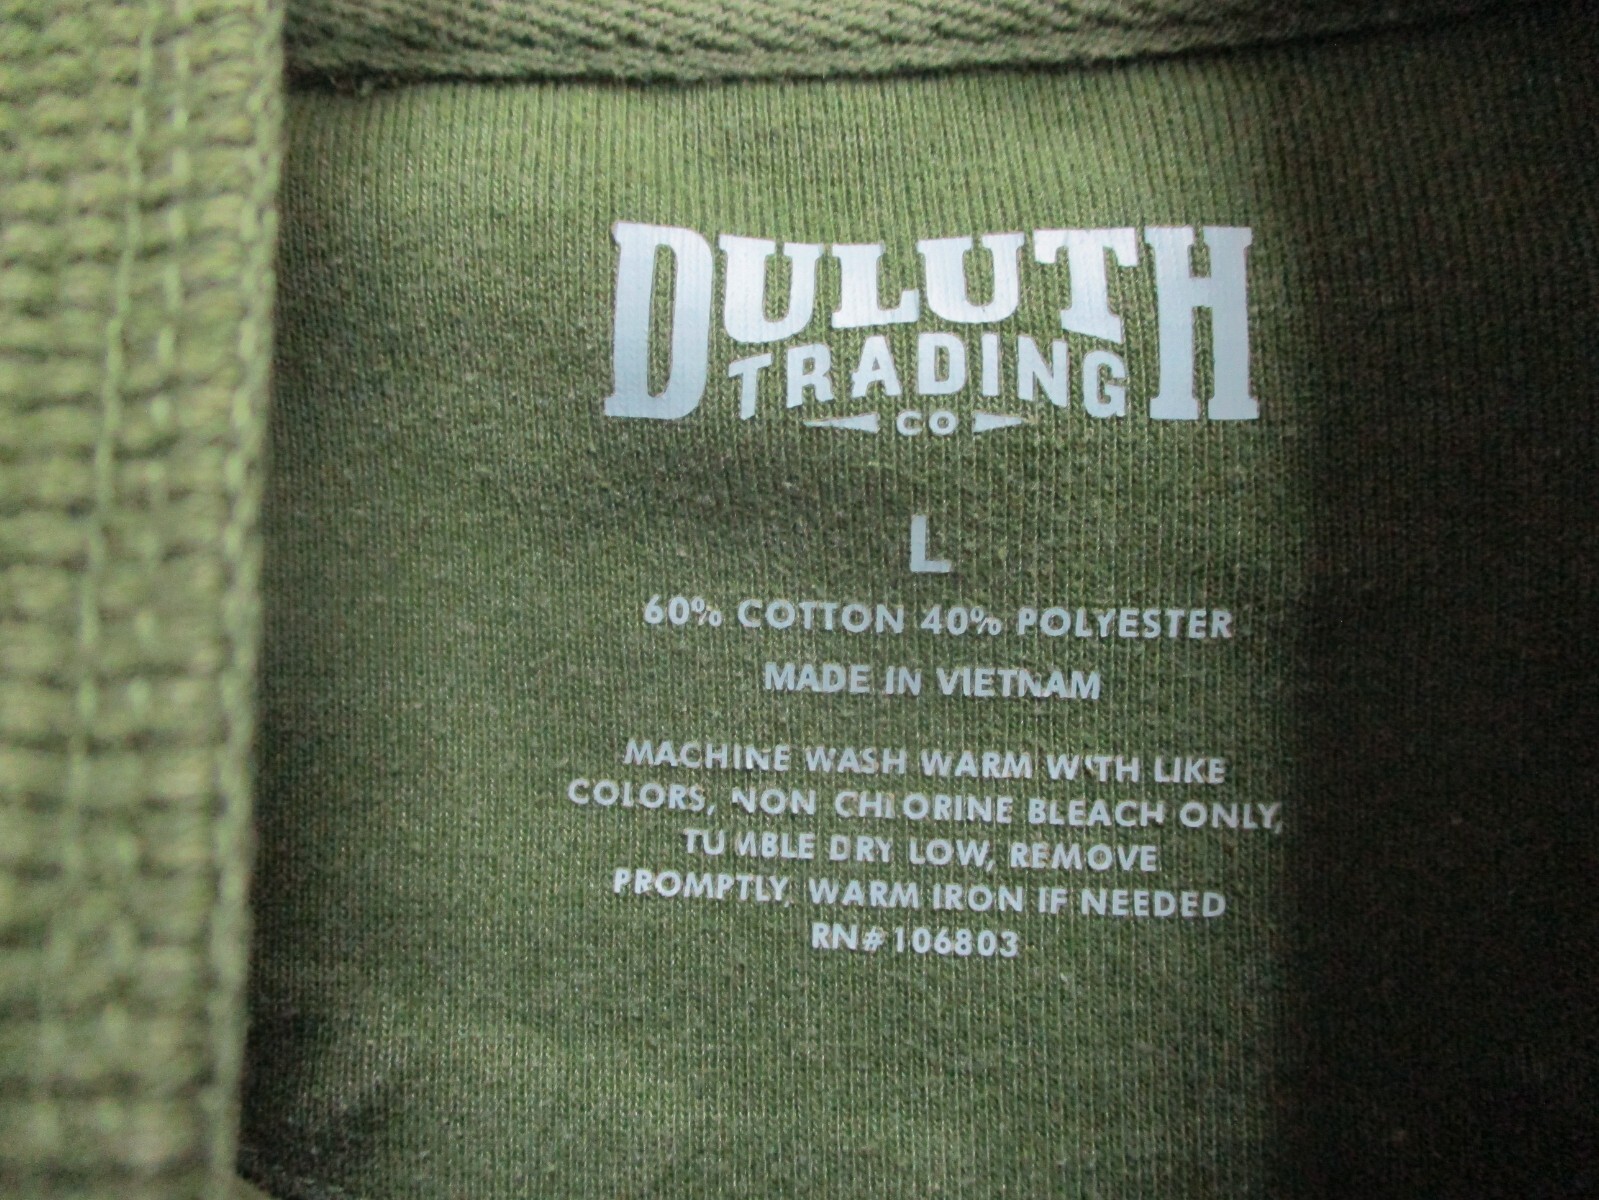 DULUTH
TRADING
CO
L
60% COTTON 40% POLYESTER
MADE IN VIETNAM
MACHINE WASH WARM WITH LIKE
COLORS, NON CHLORINE BLEACH ONLY,
TUMBLE DRY LOW, REMOVE
PROMPTLY, WARM IRON IF NEEDED
RN#106803